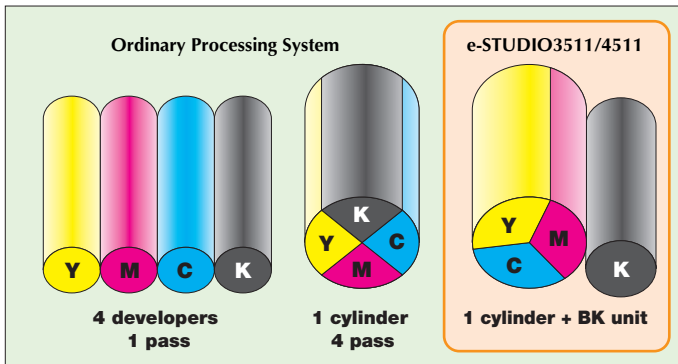 Ordinary Processing System
Y M C K
4 developers
1 pass
K
Y C
M
1 cylinder
4 pass
e-STUDIO3511/4511
Y
M
C
K
1 cylinder + BK unit